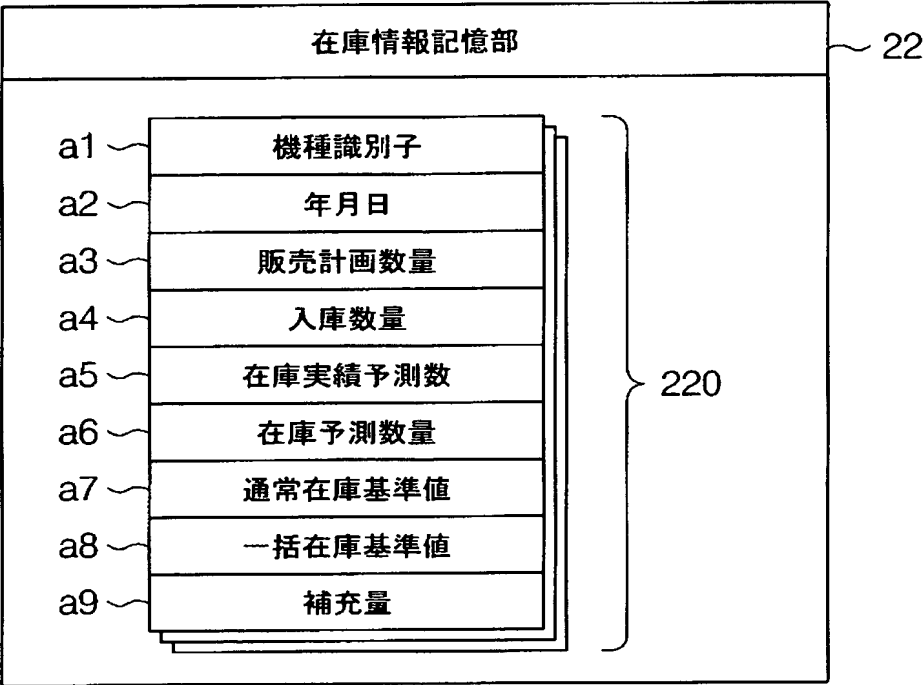 在庫情報記憶部 22
a1 機種識別子
a2 年月日
a3 販売計画数量
a4 入庫数量
a5 在庫実績予測数
220
a6 在庫予測数量
a7 通常在庫基準値
a8 一括在庫基準値
a9 補充量